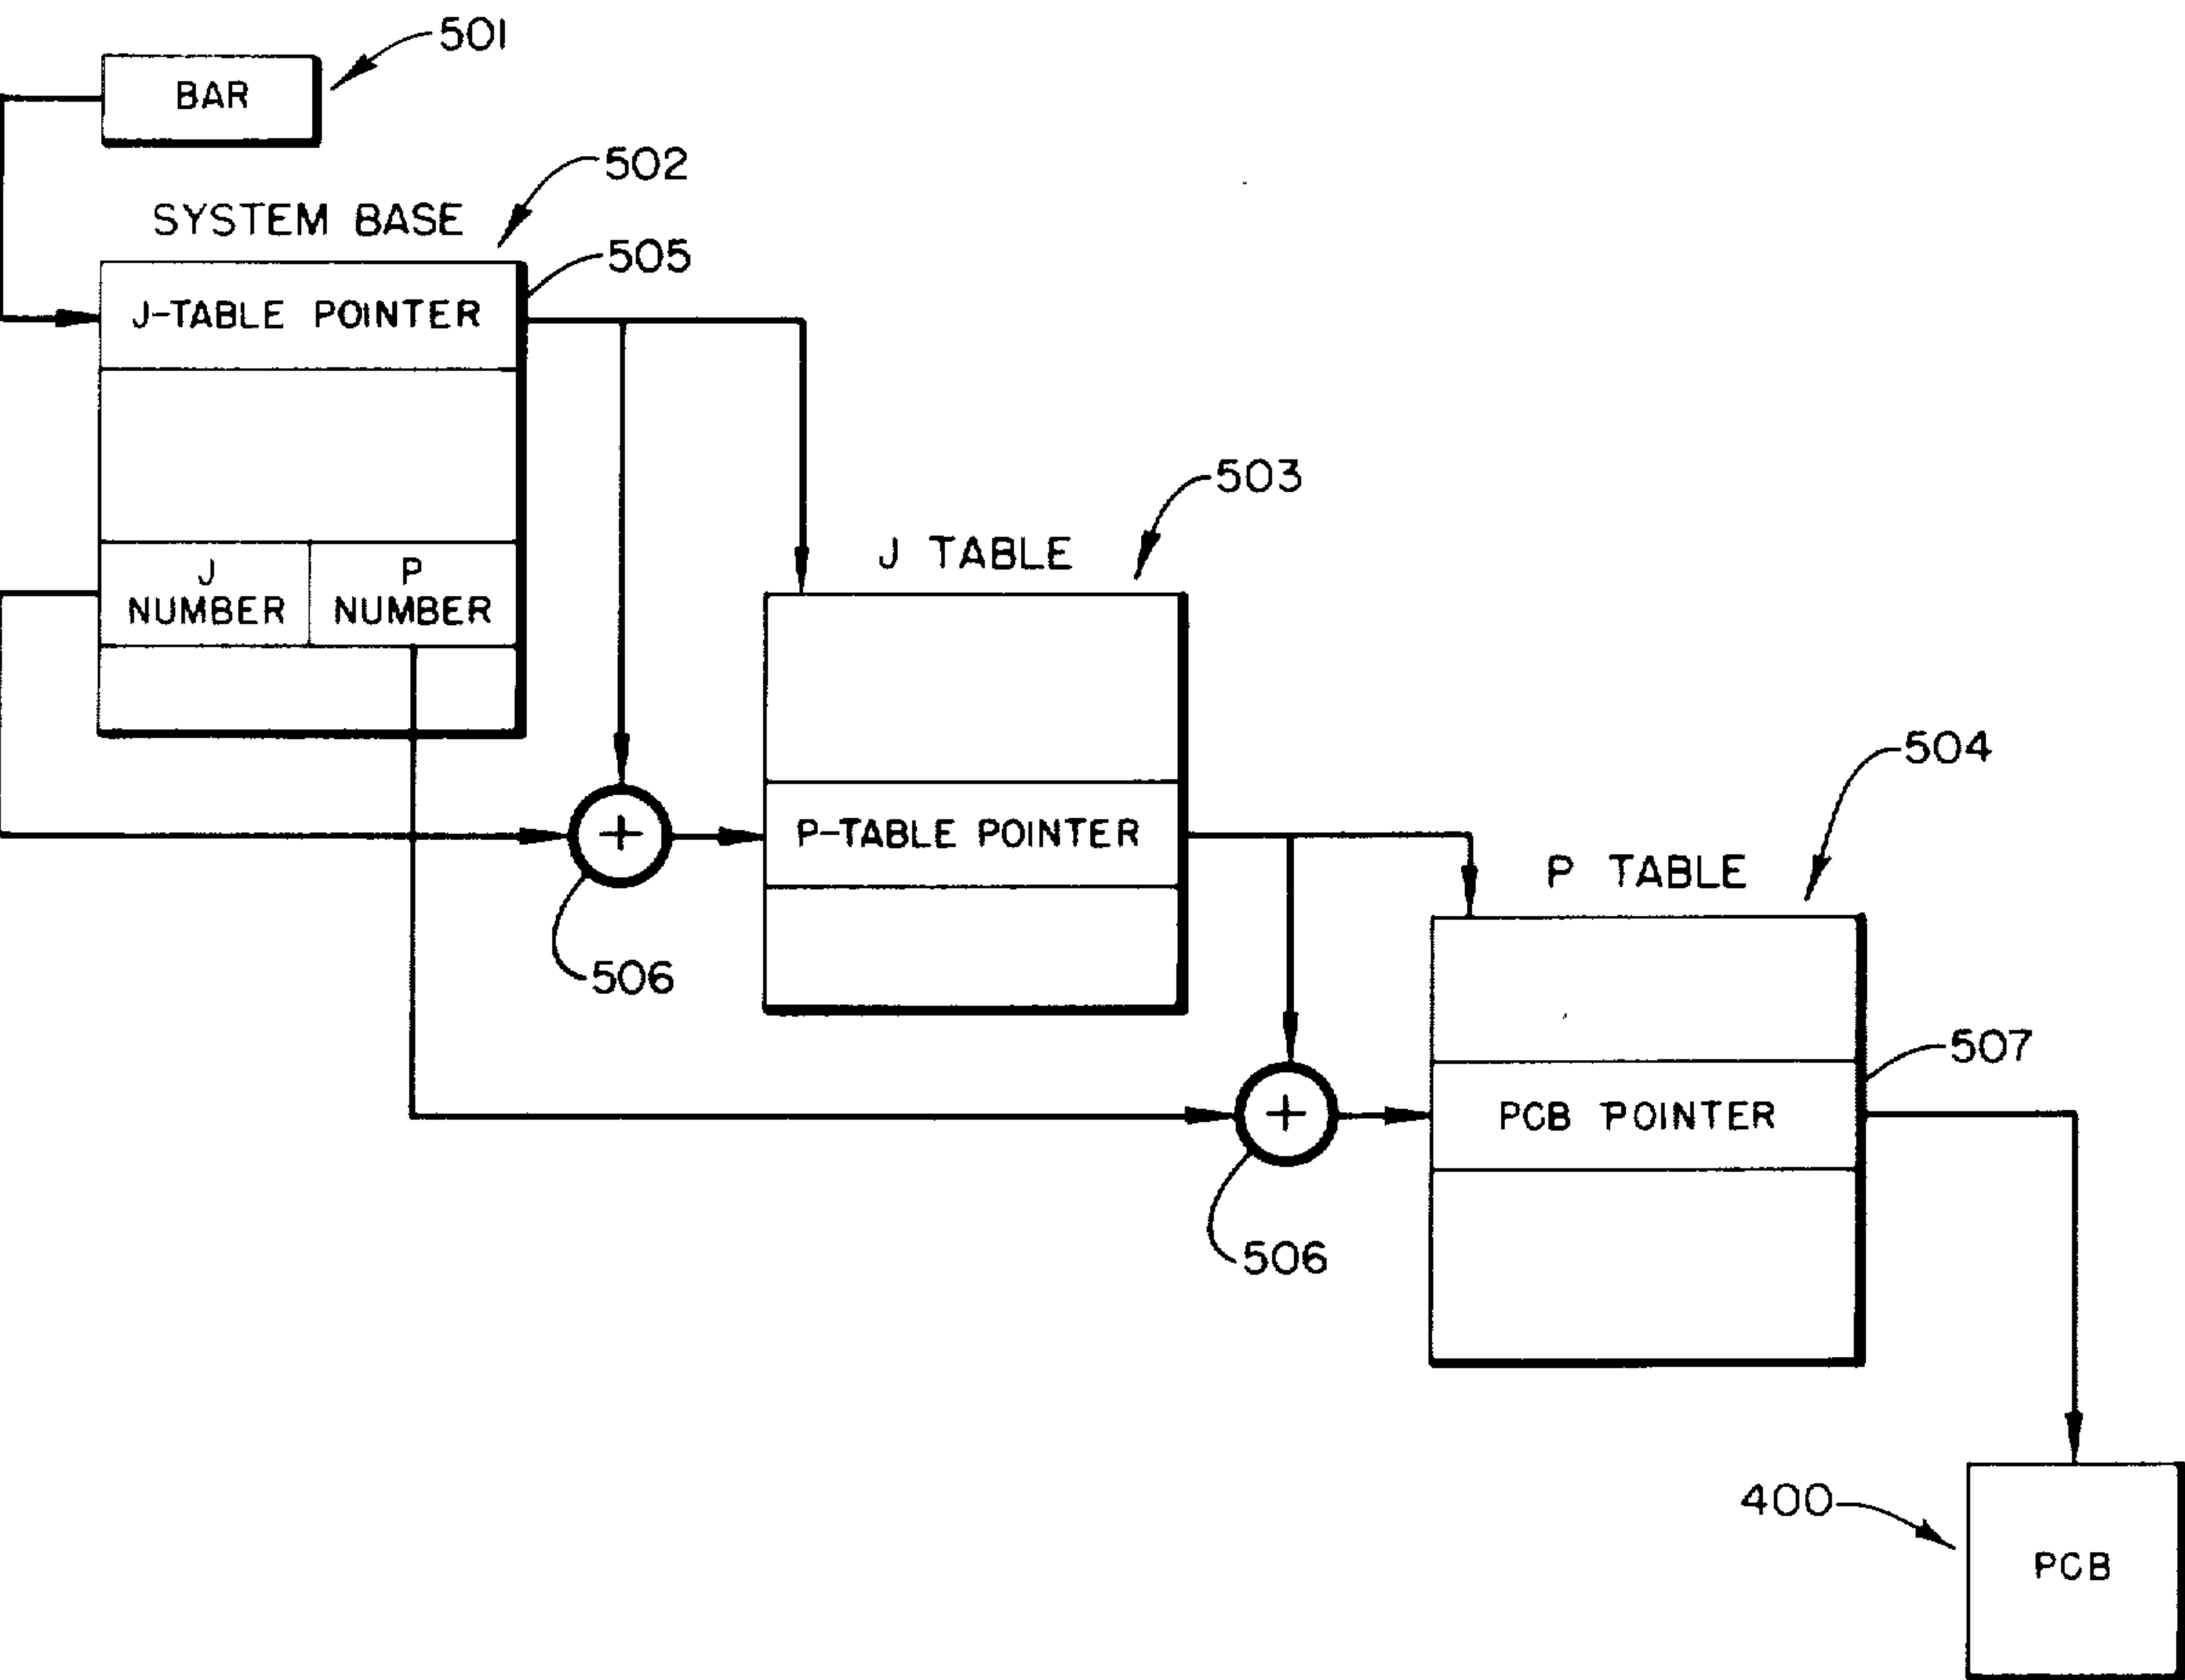 501
BAR
502
SYSTEM BASE
505
J-TABLE POINTER
J
NUMBER
P
NUMBER
503
J TABLE
P-TABLE POINTER
506
504
P TABLE
507
PCB POINTER
506
400
PCB